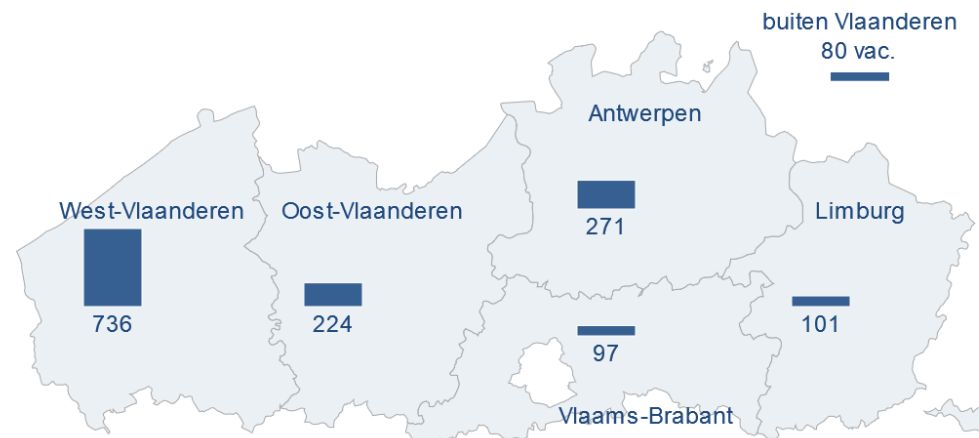 buiten Vlaanderen
80 vac.
Antwerpen
271
West-Vlaanderen
736
Oost-Vlaanderen
224
Limburg
101
97
Vlaams-Brabant